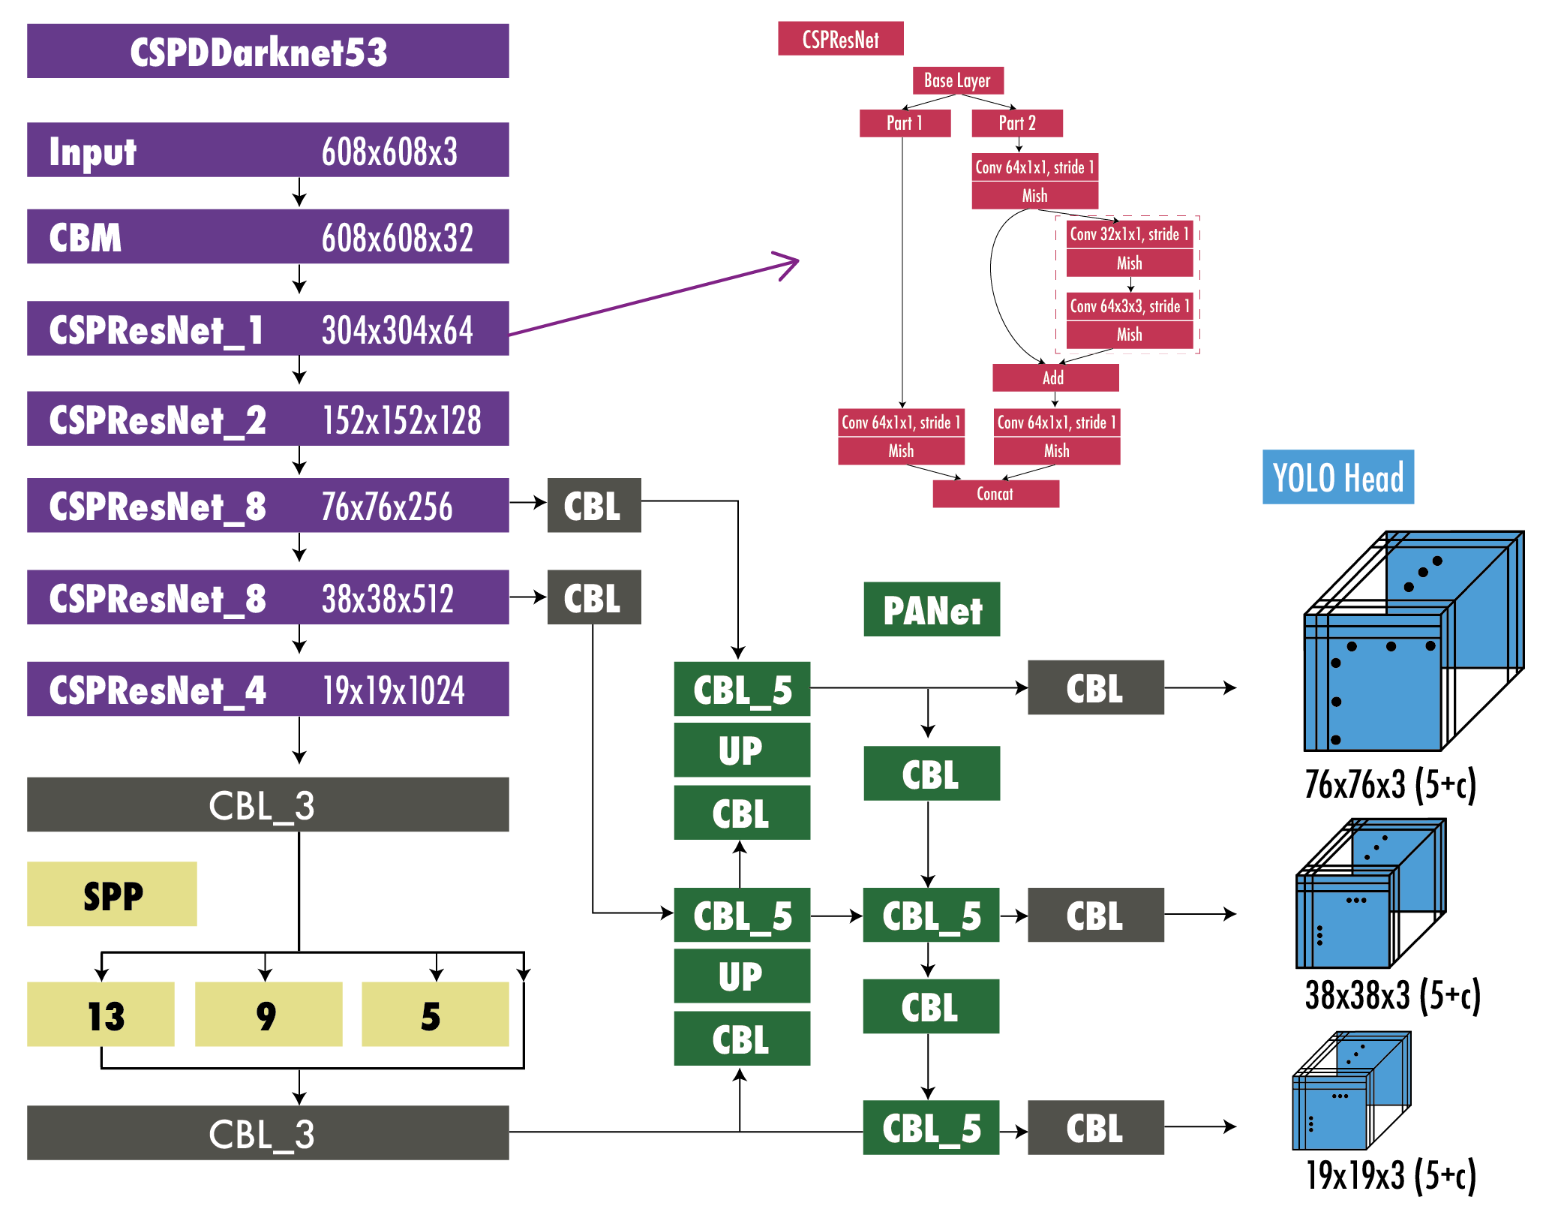 CSPDDarknet53
Input 608x608x3
CBM 608x608x32
CSPResNet_1 304x304x64
CSPResNet_2 152x152x128
CSPResNet_8 76x76x256
CSPResNet_8 38x38x512
CSPResNet_4 19x19x1024
CBL_3
SPP
13 9 5
CBL_3
CBL
CBL
CSPResNet
Base Layer
Part 1
Part 2
Conv 64x1x1, stride 1
Mish
Conv 32x1x1, stride 1
Mish
Conv 64x3x3, stride 1
Mish
Add
Conv 64x1x1, stride 1
Mish
Conv 64x1x1, stride 1
Mish
Concat
PANet
CBL_5
UP
CBL
CBL_5
UP
CBL
CBL
CBL_5
CBL
CBL_5
CBL
CBL
CBL
YOLO Head
76x76x3 (5+c)
38x38x3 (5+c)
19x19x3 (5+c)